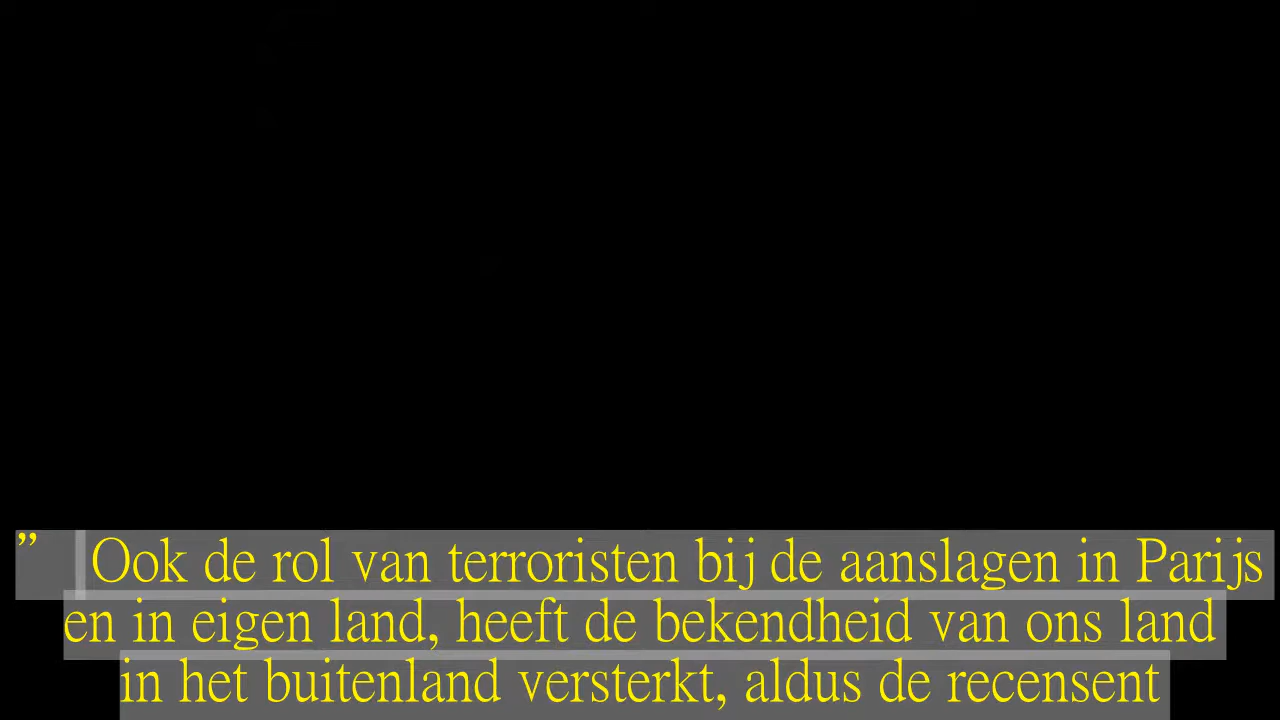 ” Ook de rol van terroristen bij de aanslagen in Parijs
en in eigen land, heeft de bekendheid van ons land
in het buitenland versterkt, aldus de recensent